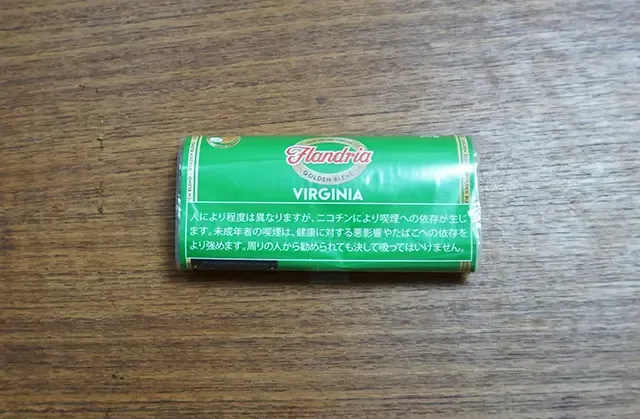 Flandria
GOLDEN BLEND
VIRGINIA
人により程度は異なりますが、ニコチンにより喫煙への依存が生じ
ます。未成年者の喫煙は、健康に対する悪影響やたばこへの依存を
より強めます。周りの人から勧められても決して吸ってはいけません。